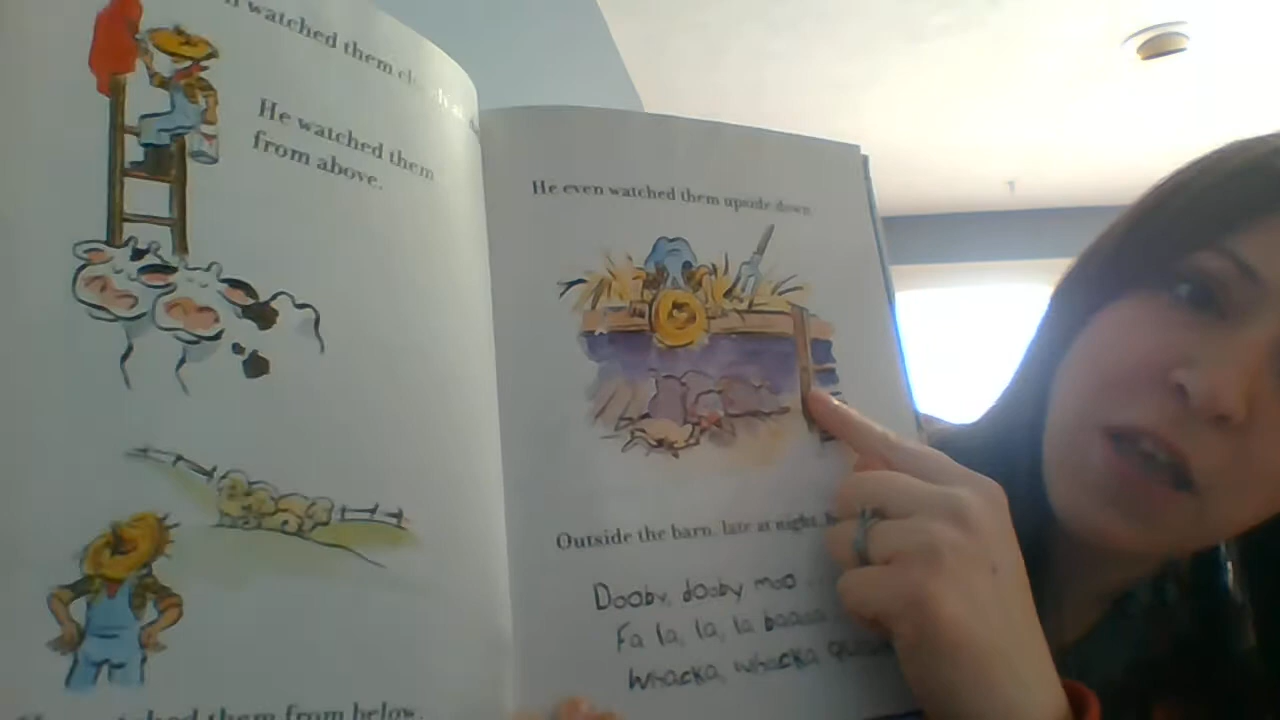 watched them
He watched them
from above.
them from below.
He even watched them upside down
Outside the barn, late at night,
Dooby, dooby moo
Fa la, la, la baaaa
Whacka, whacka